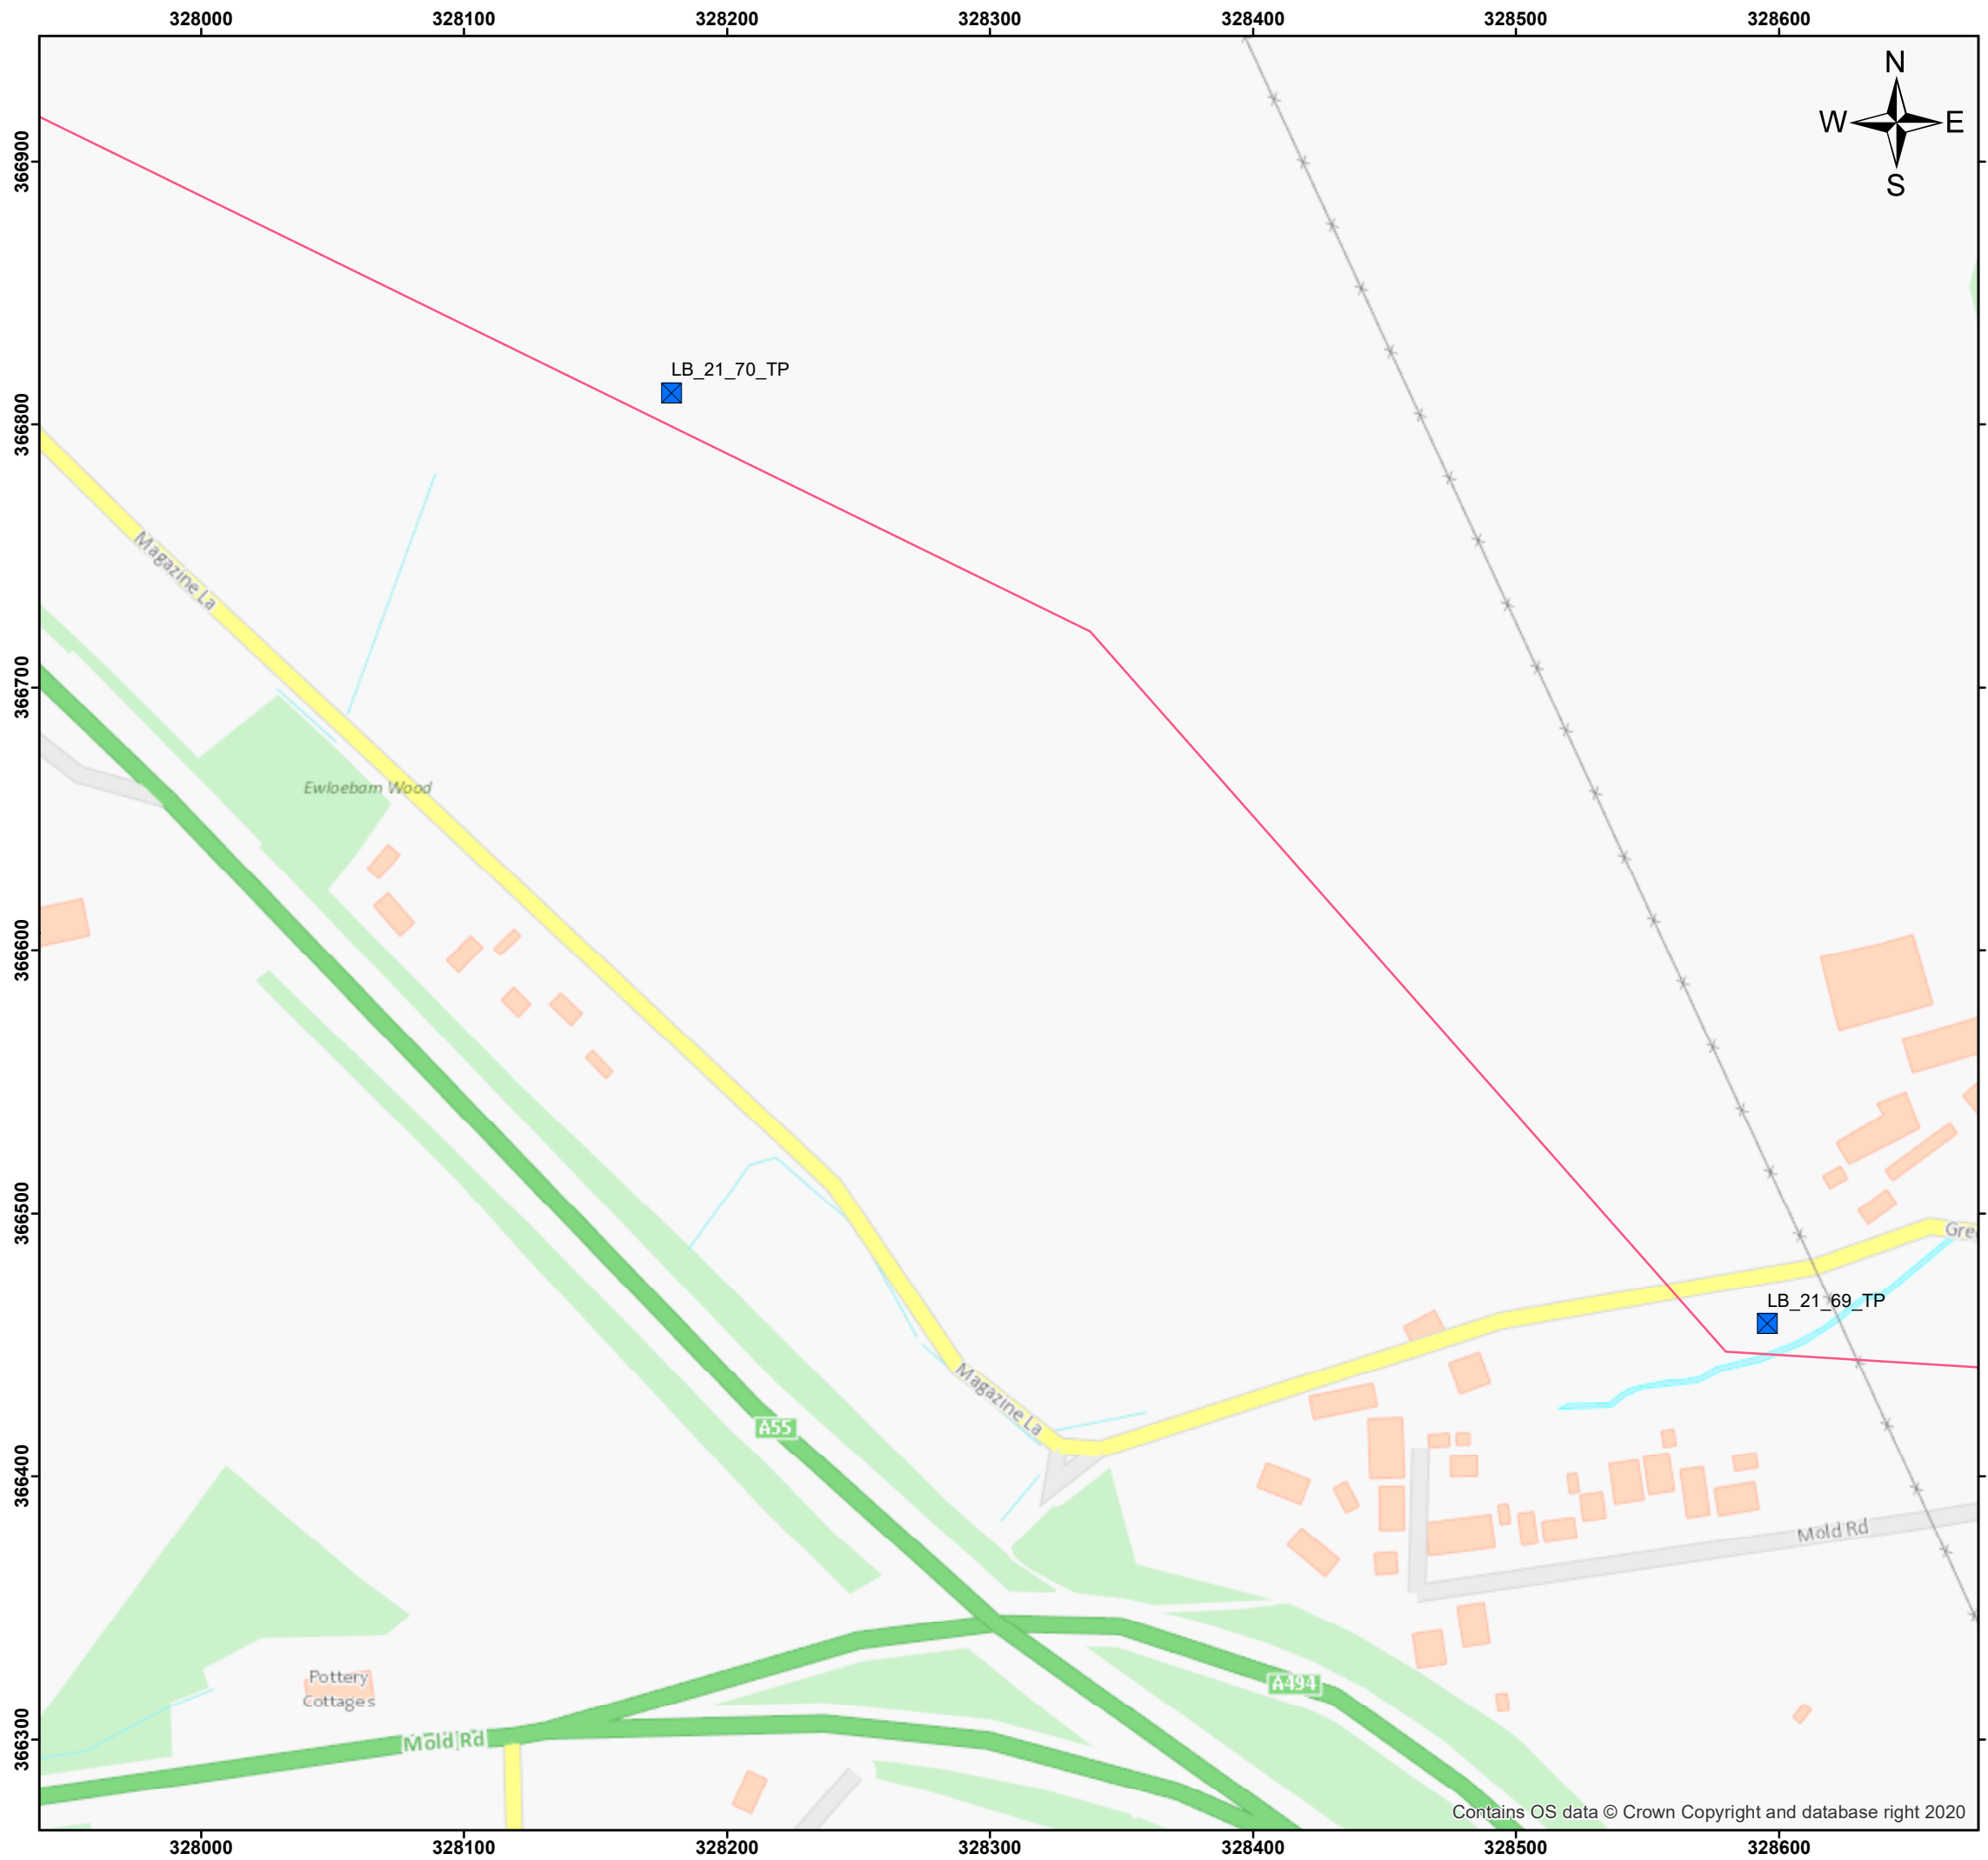 328000 328100 328200 328300 328400 328500 328600
N
W E
S
366900
LB_21_70_TP
366800
Magazine La
366700
Ewloebarn Wood
366600
366500
Gre
LB_21_69_TP
Magazine La
A55
366400
Mold Rd
Pottery
Cottages
A494
366300
Mold Rd
Contains OS data © Crown Copyright and database right 2020
328000 328100 328200 328300 328400 328500 328600